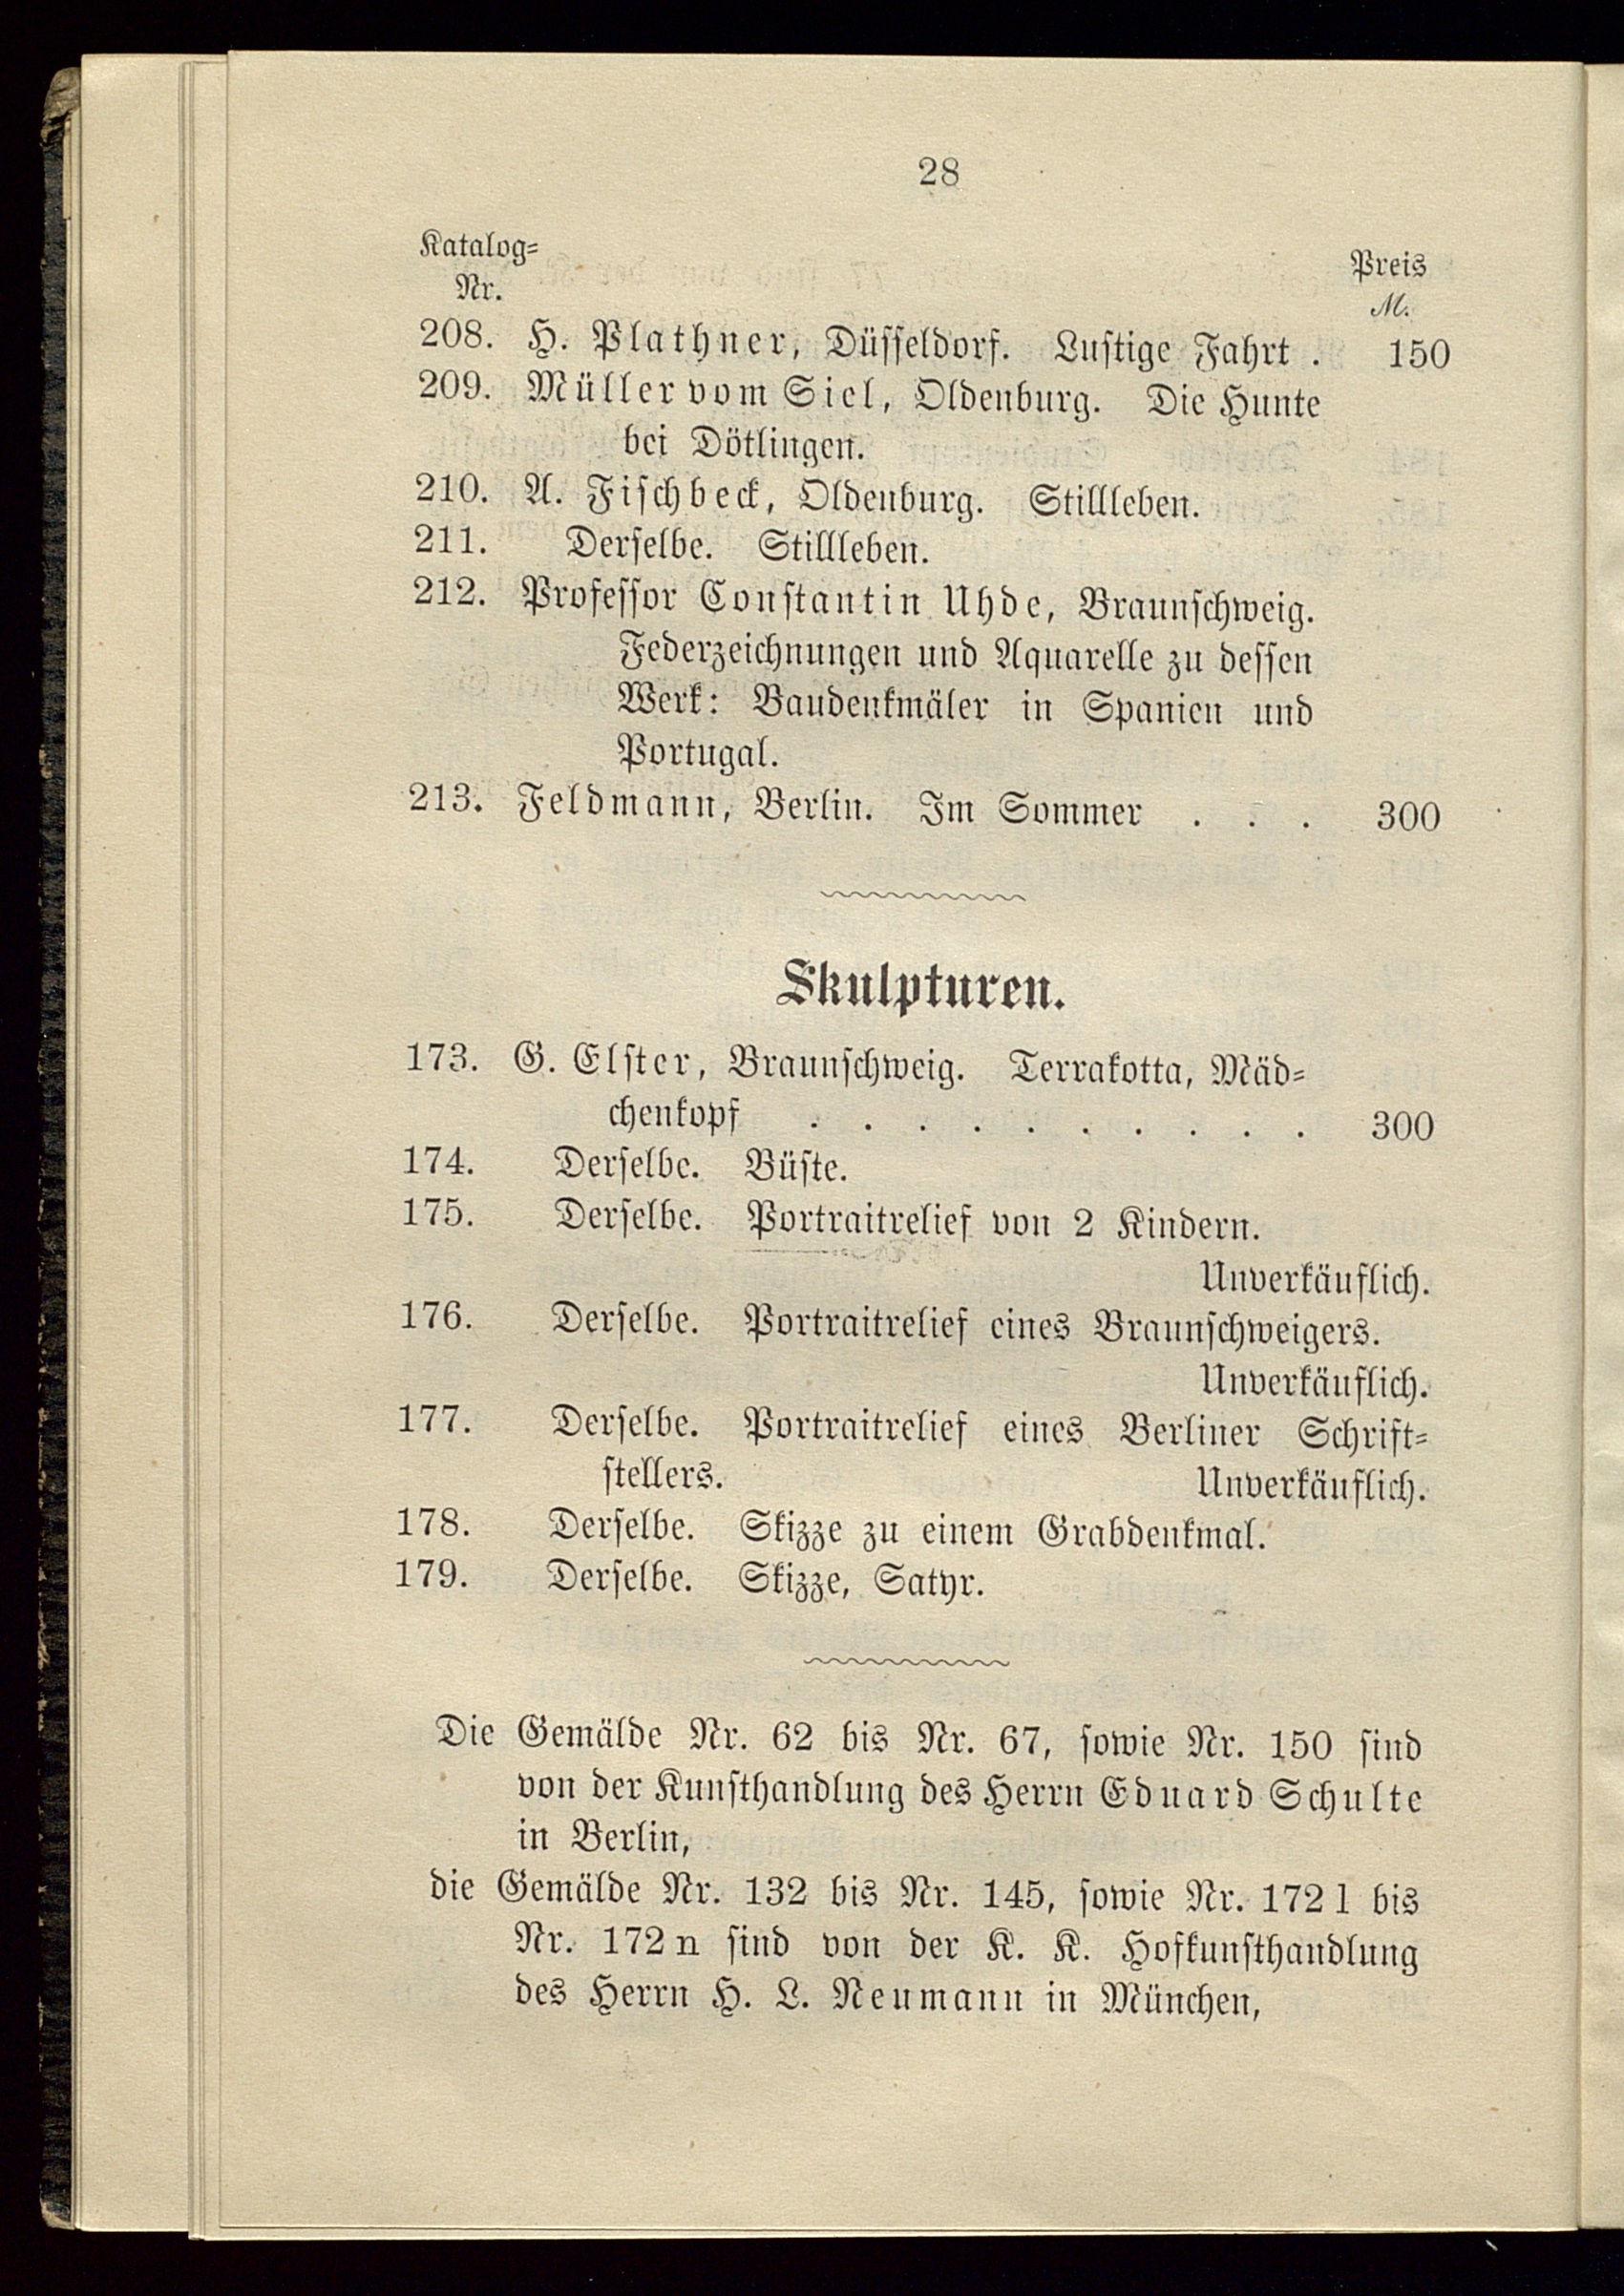 28
Katalog-
Nr.
Preis
M.
208. H. Plathner, Düsseldorf. Lustige Fahrt . 150
209. Müller vom Siel, Oldenburg. Die Hunte
bei Dötlingen.
210. A. Fischbeck, Oldenburg. Stillleben.
211. Derselbe. Stillleben.
212. Professor Constantin Uhde, Braunschweig.
Federzeichnungen und Aquarelle zu dessen
Werk: Baudenkmäler in Spanien und
Portugal.
213. Feldmann, Berlin. Im Sommer . . . 300
Skulpturen.
173. G. Elster, Braunschweig. Terrakotta, Mäd-
chenkopf . . . . . . . . . . 300
174. Derselbe. Büste.
175. Derselbe. Portraitrelief von 2 Kindern.
Unverkäuflich.
176. Derselbe. Portraitrelief eines Braunschweigers.
Unverkäuflich.
177. Derselbe. Portraitrelief eines Berliner Schrift-
stellers. Unverkäuflich.
178. Derselbe. Skizze zu einem Grabdenkmal.
179. Derselbe. Skizze, Satyr.
Die Gemälde Nr. 62 bis Nr. 67, sowie Nr. 150 sind
von der Kunsthandlung des Herrn Eduard Schulte
in Berlin,
die Gemälde Nr. 132 bis Nr. 145, sowie Nr. 172 l bis
Nr. 172 n sind von der K. K. Hofkunsthandlung
des Herrn H. L. Neumann in München,